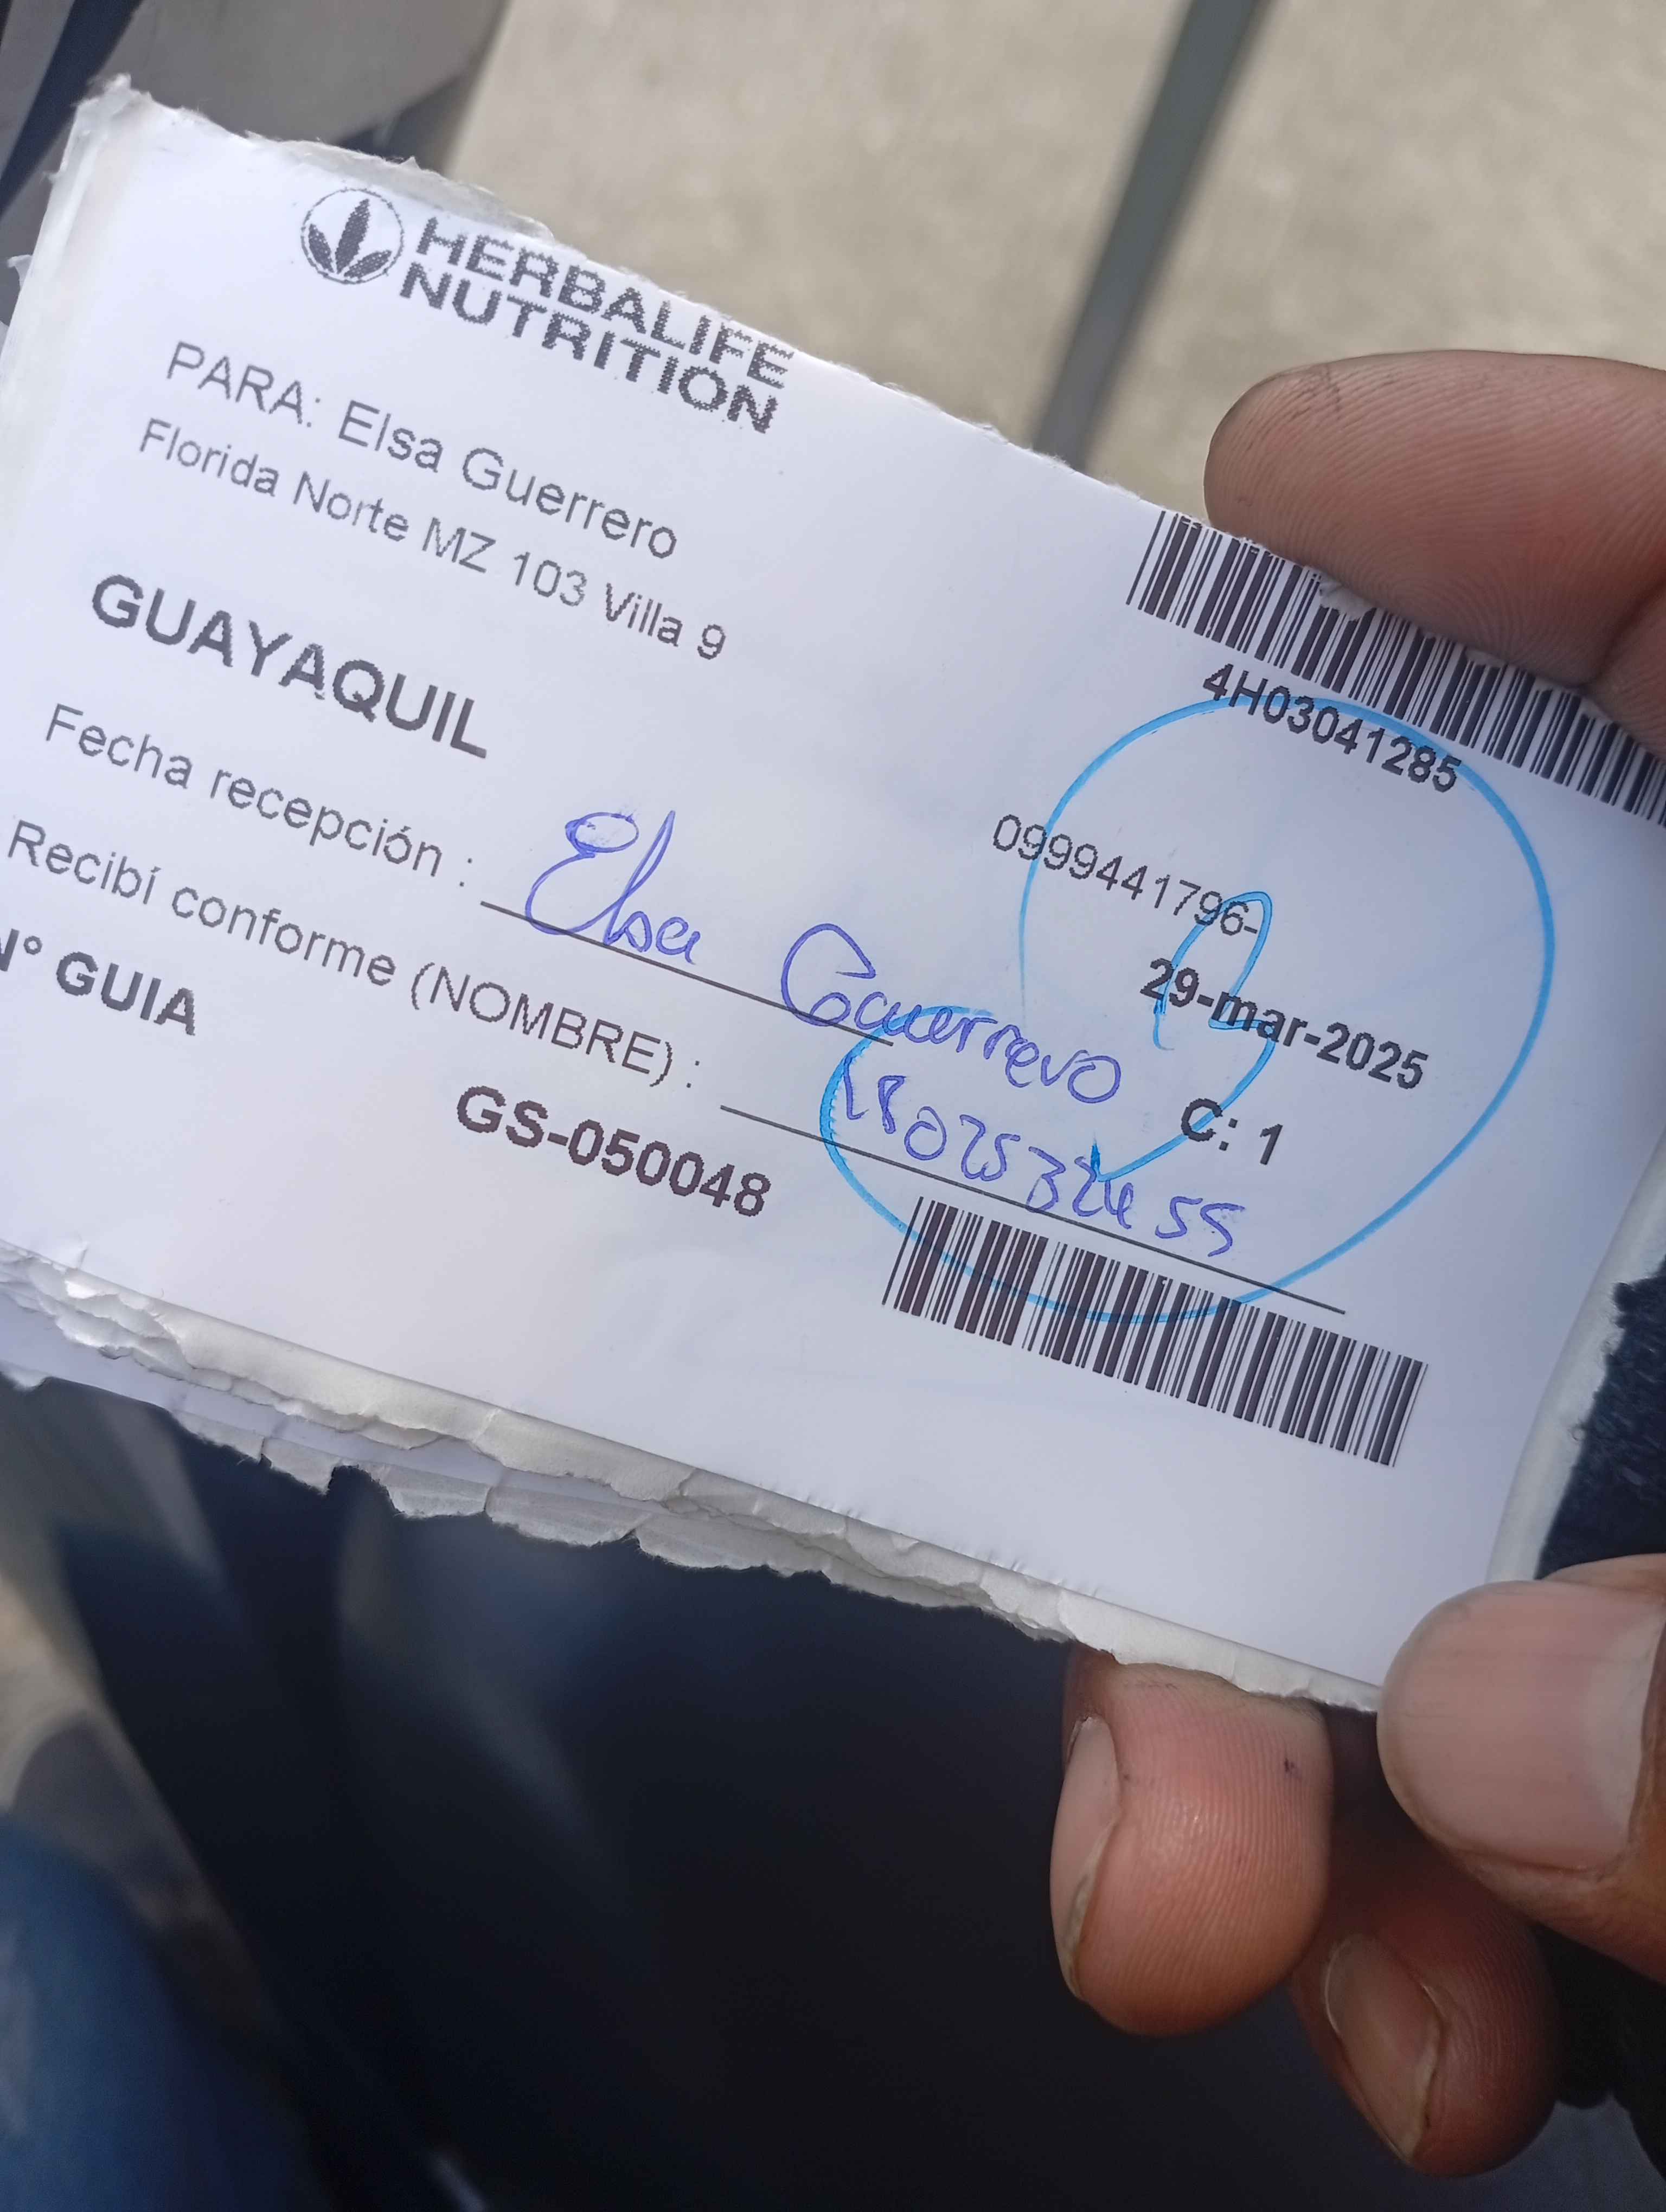 HERBALIFE
NUTRITION
PARA: Elsa Guerrero
Florida Norte MZ 103 Villa 9
GUAYAQUIL
4H03041285
0999441796-
29-mar-2025
C: 1
Fecha recepción :
Elsa Guerrero
Recibí conforme (NOMBRE) :
N° GUIA
GS-050048